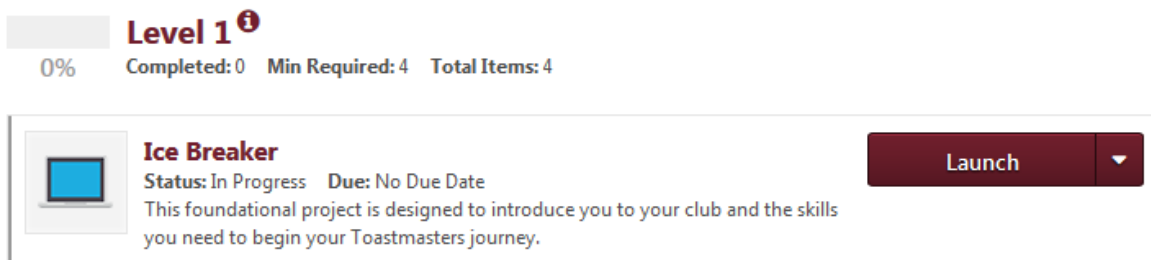 Level 1
0%
Completed: 0 Min Required: 4 Total Items: 4
Ice Breaker
Status: In Progress Due: No Due Date
This foundational project is designed to introduce you to your club and the skills
you need to begin your Toastmasters journey.
Launch